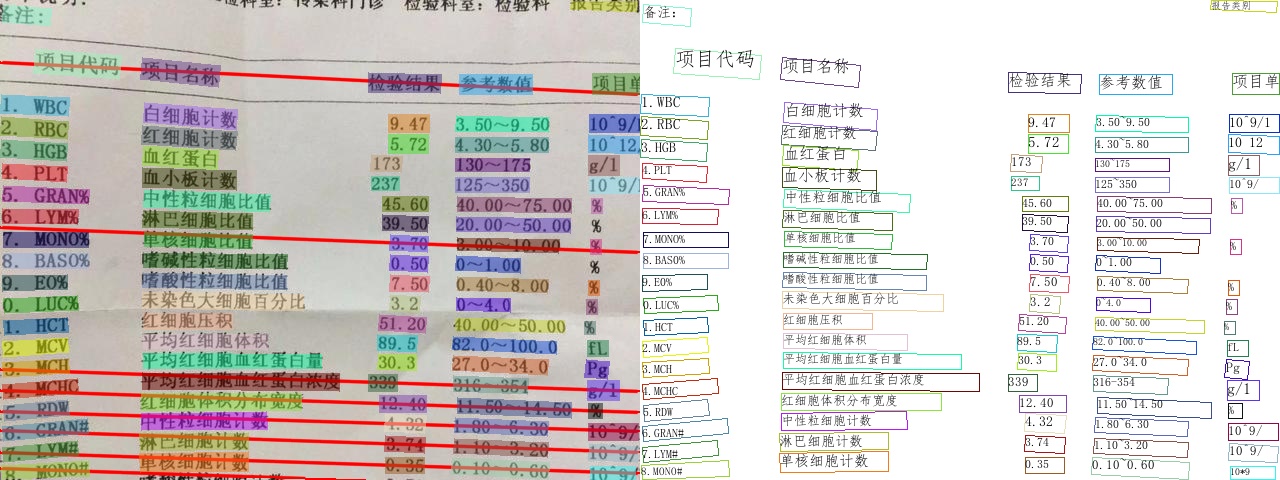 检验科室: 传染科门诊 检验科室: 检验科 报告类别
备注:
项目代码 项目名称 检验结果 参考数值 项目单
1. WBC 白细胞计数 9.47 3.50～9.50 10^9/1
2. RBC 红细胞计数 5.72 4.30～5.80 10^12
3. HGB 血红蛋白 173 130～175 g/l
4. PLT 血小板计数 237 125～350 10^9/
5. GRAN% 中性粒细胞比值 45.60 40.00～75.00 %
6. LYM% 淋巴细胞比值 39.50 20.00～50.00 %
7. MONO% 单核细胞比值 3.70 3.00～10.00 %
8. BASO% 嗜碱性粒细胞比值 0.50 0～1.00 %
9. EO% 嗜酸性粒细胞比值 7.50 0.40～8.00 %
0. LUC% 未染色大细胞百分比 3.2 0～4.0 %
1. HCT 红细胞压积 51.20 40.00～50.00 %
2. MCV 平均红细胞体积 89.5 82.0～100.0 fL
3. MCH 平均红细胞血红蛋白量 30.3 27.0～34.0 Pg
4. MCHC 平均红细胞血红蛋白浓度 339 316-354 g/l
5. RDW 红细胞体积分布宽度 12.40 11.50～14.50 %
6. GRAN# 中性粒细胞计数 4.32 1.80～6.30 10^9/
7. LYM# 淋巴细胞计数 3.74 1.10～3.20 10^9/
8. MONO# 单核细胞计数 0.35 0.10～0.60 10^9
报告类别
备注:
项目代码 项目名称 检验结果 参考数值 项目单
1. WBC 白细胞计数 9.47 3.50~9.50 10^9/1
2. RBC 红细胞计数 5.72 4.30~5.80 10 12
3. HGB 血红蛋白 173 130~175 g/l
4. PLT 血小板计数 237 125~350 10^9/
5. GRAN% 中性粒细胞比值 45.60 40.00~75.00 %
6. LYM% 淋巴细胞比值 39.50 20.00~50.00
7. MONO% 单核细胞比值 3.70 3.00~10.00 %
8. BASO% 嗜碱性粒细胞比值 0.50 0~1.00
9. EO% 嗜酸性粒细胞比值 7.50 0.40~8.00 %
0. LUC% 未染色大细胞百分比 3.2 0~4.0 %
1. HCT 红细胞压积 51.20 40.00~50.00 %
2. MCV 平均红细胞体积 89.5 82.0~100.0 fL
3. MCH 平均红细胞血红蛋白量 30.3 27.0~34.0 Pg
4. MCHC 平均红细胞血红蛋白浓度 339 316-354 g/1
5. RDW 红细胞体积分布宽度 12.40 11.50~14.50 %
6. GRAN# 中性粒细胞计数 4.32 1.80~6.30 10^9/
7. LYM# 淋巴细胞计数 3.74 1.10~3.20 10^9/
8. MONO# 单核细胞计数 0.35 0.10~0.60 10*9